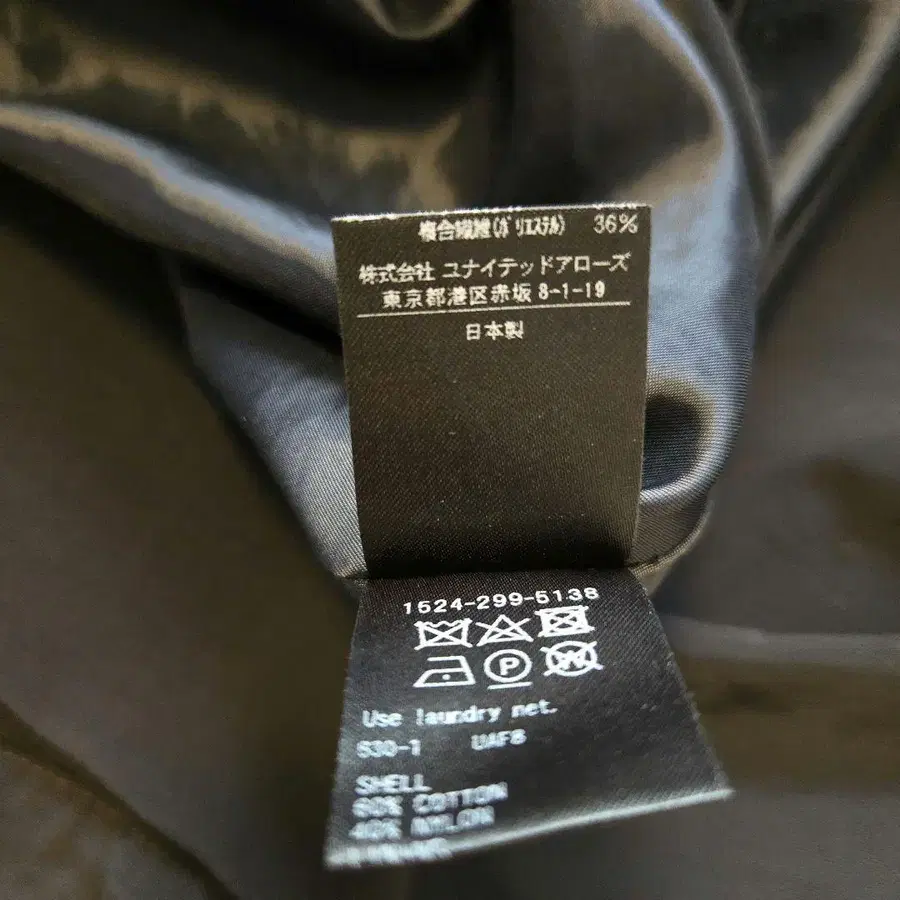 複合繊維(ポリエステル) 36%
株式会社 ユナイテッドアローズ
東京都港区赤坂 8-1-19
日本製
1524-299-5138
P W
Use laundry net.
S30-1 UAF8
SHELL
60% COTTON
40% NYLON